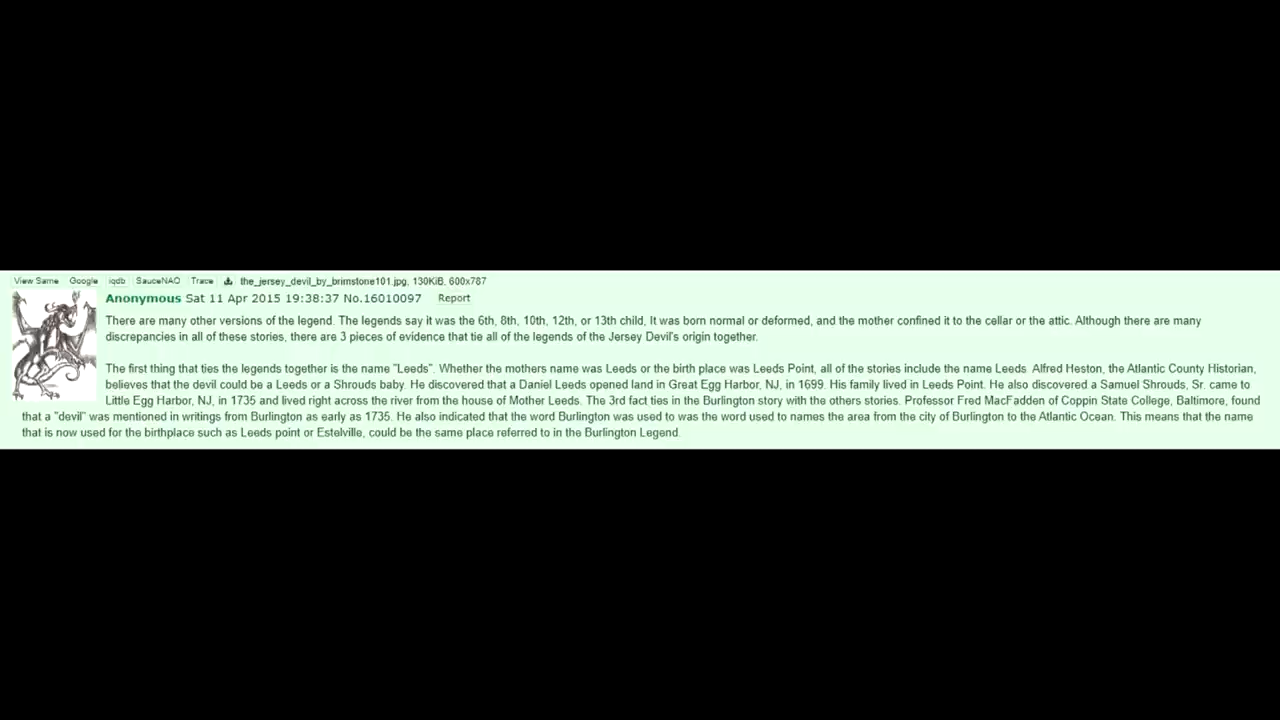 View Same Google iqdb SauceNAO Trace the_jersey_devil_by_brimstone101.jpg, 130KiB, 600x787
Anonymous Sat 11 Apr 2015 19:38:37 No.16010097 Report
There are many other versions of the legend. The legends say it was the 6th, 8th, 10th, 12th, or 13th child, It was born normal or deformed, and the mother confined it to the cellar or the attic. Although there are many
discrepancies in all of these stories, there are 3 pieces of evidence that tie all of the legends of the Jersey Devil's origin together.
The first thing that ties the legends together is the name "Leeds". Whether the mothers name was Leeds or the birth place was Leeds Point, all of the stories include the name Leeds. Alfred Heston, the Atlantic County Historian,
believes that the devil could be a Leeds or a Shrouds baby. He discovered that a Daniel Leeds opened land in Great Egg Harbor, NJ, in 1699. His family lived in Leeds Point. He also discovered a Samuel Shrouds, Sr. came to
Little Egg Harbor, NJ, in 1735 and lived right across the river from the house of Mother Leeds. The 3rd fact ties in the Burlington story with the others stories. Professor Fred MacFadden of Coppin State College, Baltimore, found
that a "devil" was mentioned in writings from Burlington as early as 1735. He also indicated that the word Burlington was used to was the word used to names the area from the city of Burlington to the Atlantic Ocean. This means that the name
that is now used for the birthplace such as Leeds point or Estelville, could be the same place referred to in the Burlington Legend.